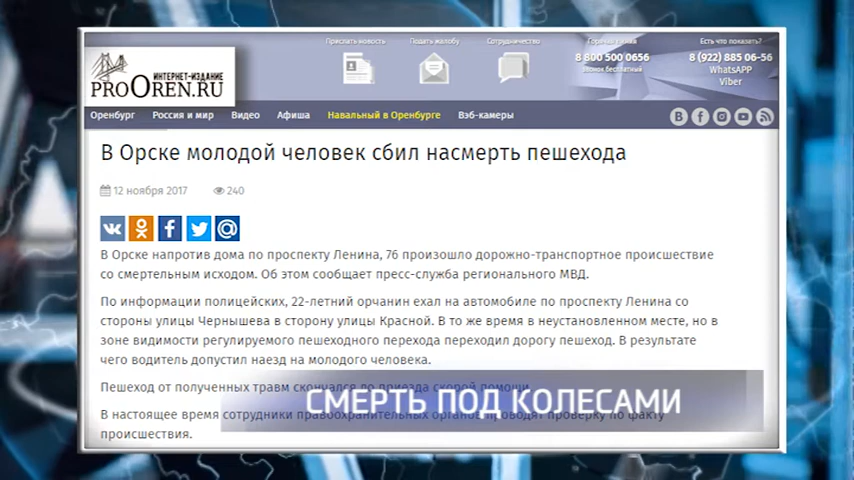 ИНТЕРНЕТ-ИЗДАНИЕ
PROOREN.RU
Прислать новость
Подать жалобу
Сотрудничество
Горячая линия
8 800 500 0656
звонок бесплатный
Есть что показать?
8 (922) 885 06-56
WhatsAPP
Viber
Оренбург Россия и мир Видео Афиша Навальный в Оренбурге Вэб-камеры
В Орске молодой человек сбил насмерть пешехода
12 ноября 2017 240
В Орске напротив дома по проспекту Ленина, 76 произошло дорожно-транспортное происшествие
со смертельным исходом. Об этом сообщает пресс-служба регионального МВД.
По информации полицейских, 22-летний орчанин ехал на автомобиле по проспекту Ленина со
стороны улицы Чернышева в сторону улицы Красной. В то же время в неустановленном месте, но в
зоне видимости регулируемого пешеходного перехода переходил дорогу пешеход. В результате
чего водитель допустил наезд на молодого человека.
Пешеход от полученных травм скончался до приезда скорой помощи.
СМЕРТЬ ПОД КОЛЕСАМИ
В настоящее время сотрудники правоохранительных органов проводят проверку по факту
происшествия.